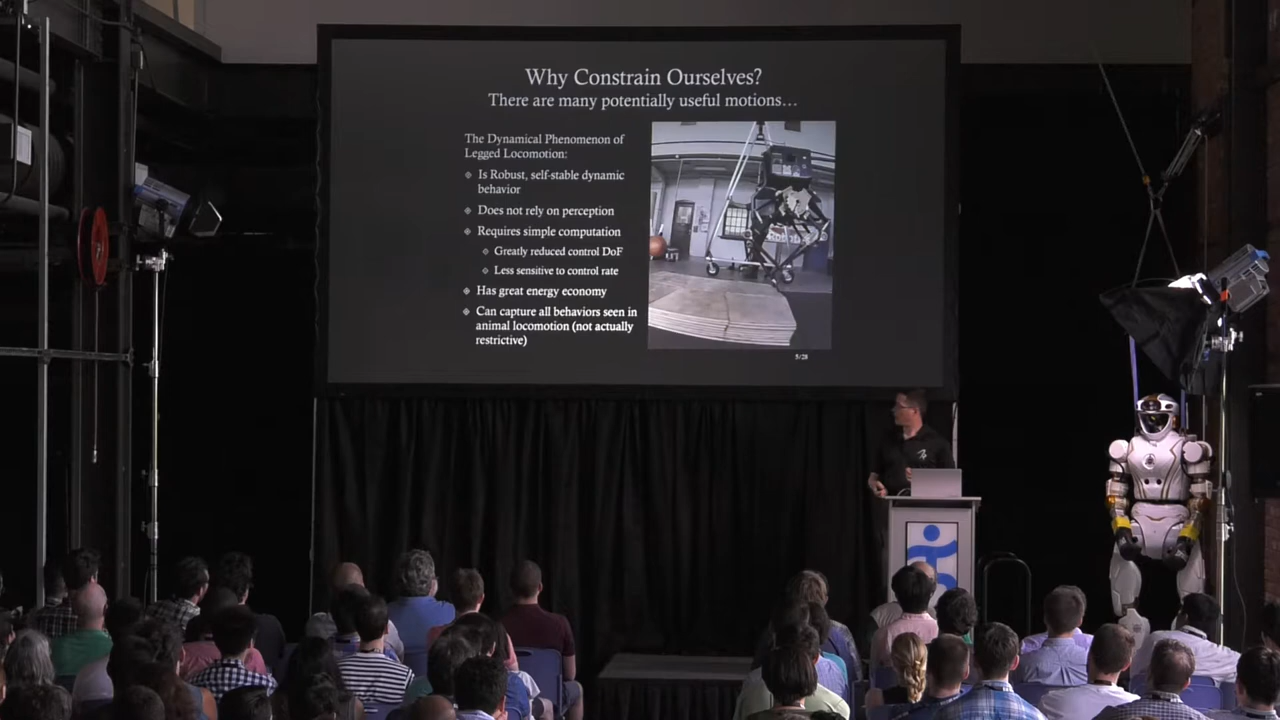 Why Constrain Ourselves?
There are many potentially useful motions…
The Dynamical Phenomenon of
Legged Locomotion:
Is Robust, self-stable dynamic
behavior
Does not rely on perception
Requires simple computation
Greatly reduced control DoF
Less sensitive to control rate
Has great energy economy
Can capture all behaviors seen in
animal locomotion (not actually
restrictive)
5/28